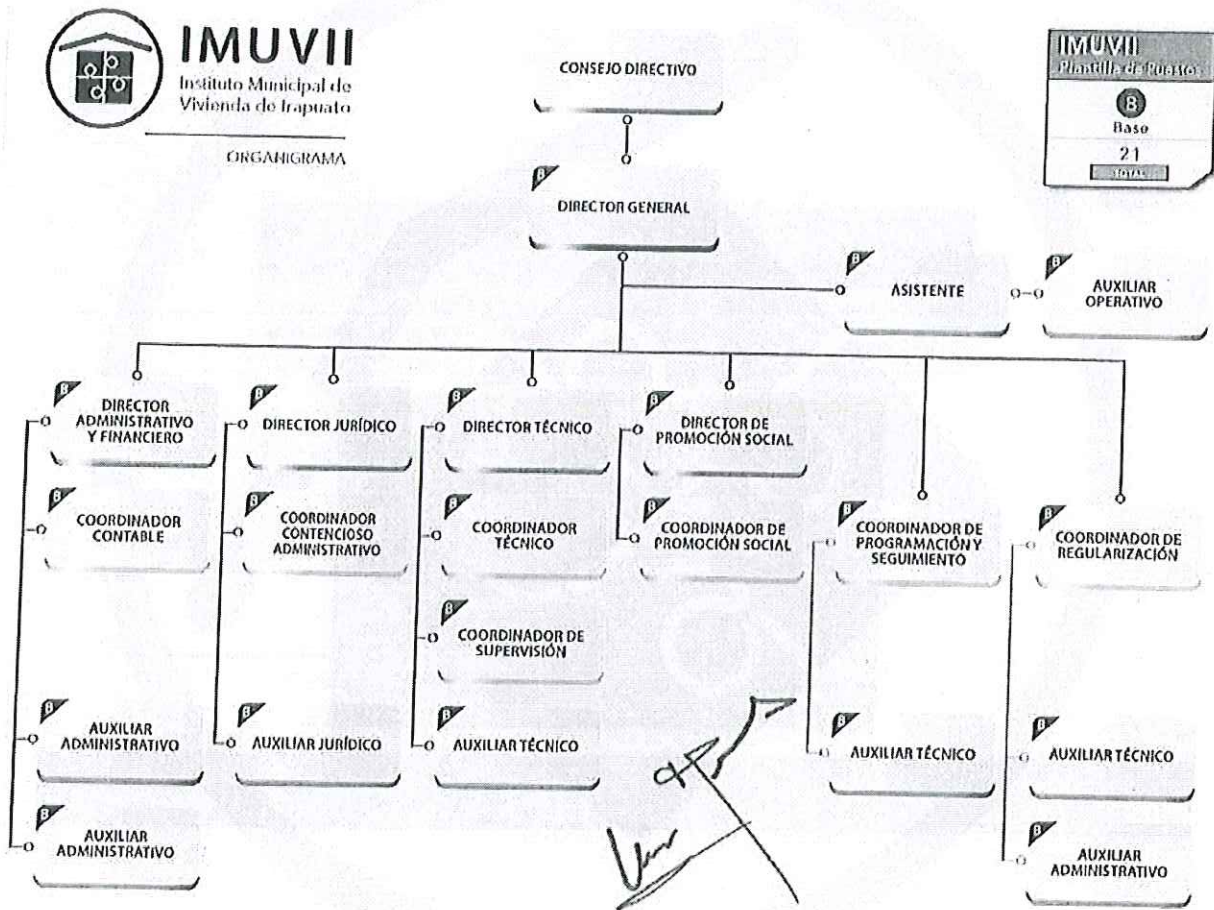 IMUVII
Instituto Municipal de
Vivienda de Irapuato
ORGANIGRAMA
IMUVII
Plantilla de Puesto
B
Base
21
TOTAL
CONSEJO DIRECTIVO
B
DIRECTOR GENERAL
B
ASISTENTE
B
AUXILIAR
OPERATIVO
B
DIRECTOR
ADMINISTRATIVO
Y FINANCIERO
B
DIRECTOR JURÍDICO
B
DIRECTOR TÉCNICO
B
DIRECTOR DE
PROMOCIÓN SOCIAL
B
COORDINADOR
CONTABLE
B
COORDINADOR
CONTENCIOSO
ADMINISTRATIVO
B
COORDINADOR
TÉCNICO
B
COORDINADOR DE
PROMOCIÓN SOCIAL
B
COORDINADOR DE
PROGRAMACIÓN Y
SEGUIMIENTO
B
COORDINADOR DE
REGULARIZACIÓN
B
COORDINADOR DE
SUPERVISIÓN
B
AUXILIAR
ADMINISTRATIVO
B
AUXILIAR JURÍDICO
B
AUXILIAR TÉCNICO
B
AUXILIAR TÉCNICO
B
AUXILIAR TÉCNICO
B
AUXILIAR
ADMINISTRATIVO
B
AUXILIAR
ADMINISTRATIVO